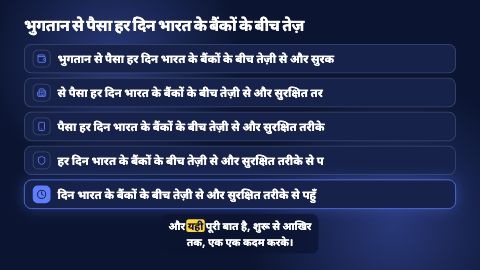 भुगतान से पैसा हर दिन भारत के बैंकों के बीच तेज़
भुगतान से पैसा हर दिन भारत के बैंकों के बीच तेज़ी से और सुरक
से पैसा हर दिन भारत के बैंकों के बीच तेज़ी से और सुरक्षित तर
पैसा हर दिन भारत के बैंकों के बीच तेज़ी से और सुरक्षित तरीके
हर दिन भारत के बैंकों के बीच तेज़ी से और सुरक्षित तरीके से प
दिन भारत के बैंकों के बीच तेज़ी से और सुरक्षित तरीके से पहुँ
और यही पूरी बात है, शुरू से आखिर
तक, एक एक कदम करके।